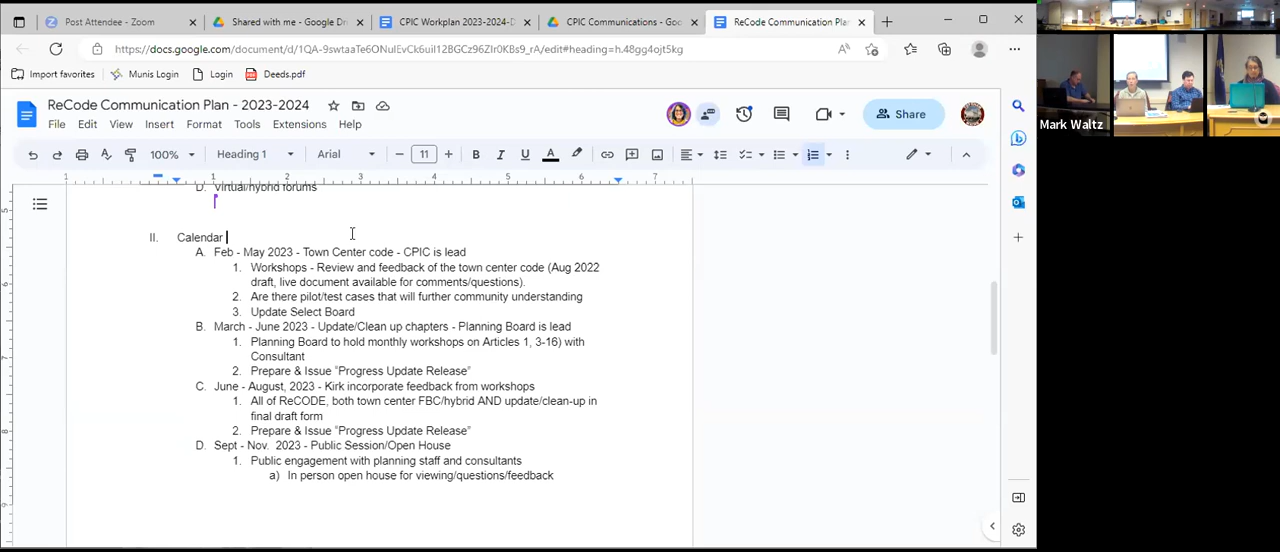 Post Attendee - Zoom
Shared with me - Google Dri
CPIC Workplan 2023-2024-D
CPIC Communications - Goo
ReCode Communication Plan
https://docs.google.com/document/d/
edit#heading=h.48gg4ojt5kg
Import favorites
Munis Login
Login
Deeds.pdf
ReCode Communication Plan - 2023-2024
File Edit View Insert Format Tools Extensions Help
Share
100% Heading 1 Arial 11
1 1 2 3 4 5 6 7
D. Virtual/hybrid forums
II. Calendar
A. Feb - May 2023 - Town Center code - CPIC is lead
1. Workshops - Review and feedback of the town center code (Aug 2022
draft, live document available for comments/questions).
2. Are there pilot/test cases that will further community understanding
3. Update Select Board
B. March - June 2023 - Update/Clean up chapters - Planning Board is lead
1. Planning Board to hold monthly workshops on Articles 1, 3-16) with
Consultant
2. Prepare & Issue “Progress Update Release”
C. June - August, 2023 - Kirk incorporate feedback from workshops
1. All of ReCODE, both town center FBC/hybrid AND update/clean-up in
final draft form
2. Prepare & Issue “Progress Update Release”
D. Sept - Nov. 2023 - Public Session/Open House
1. Public engagement with planning staff and consultants
a) In person open house for viewing/questions/feedback
Mark Waltz